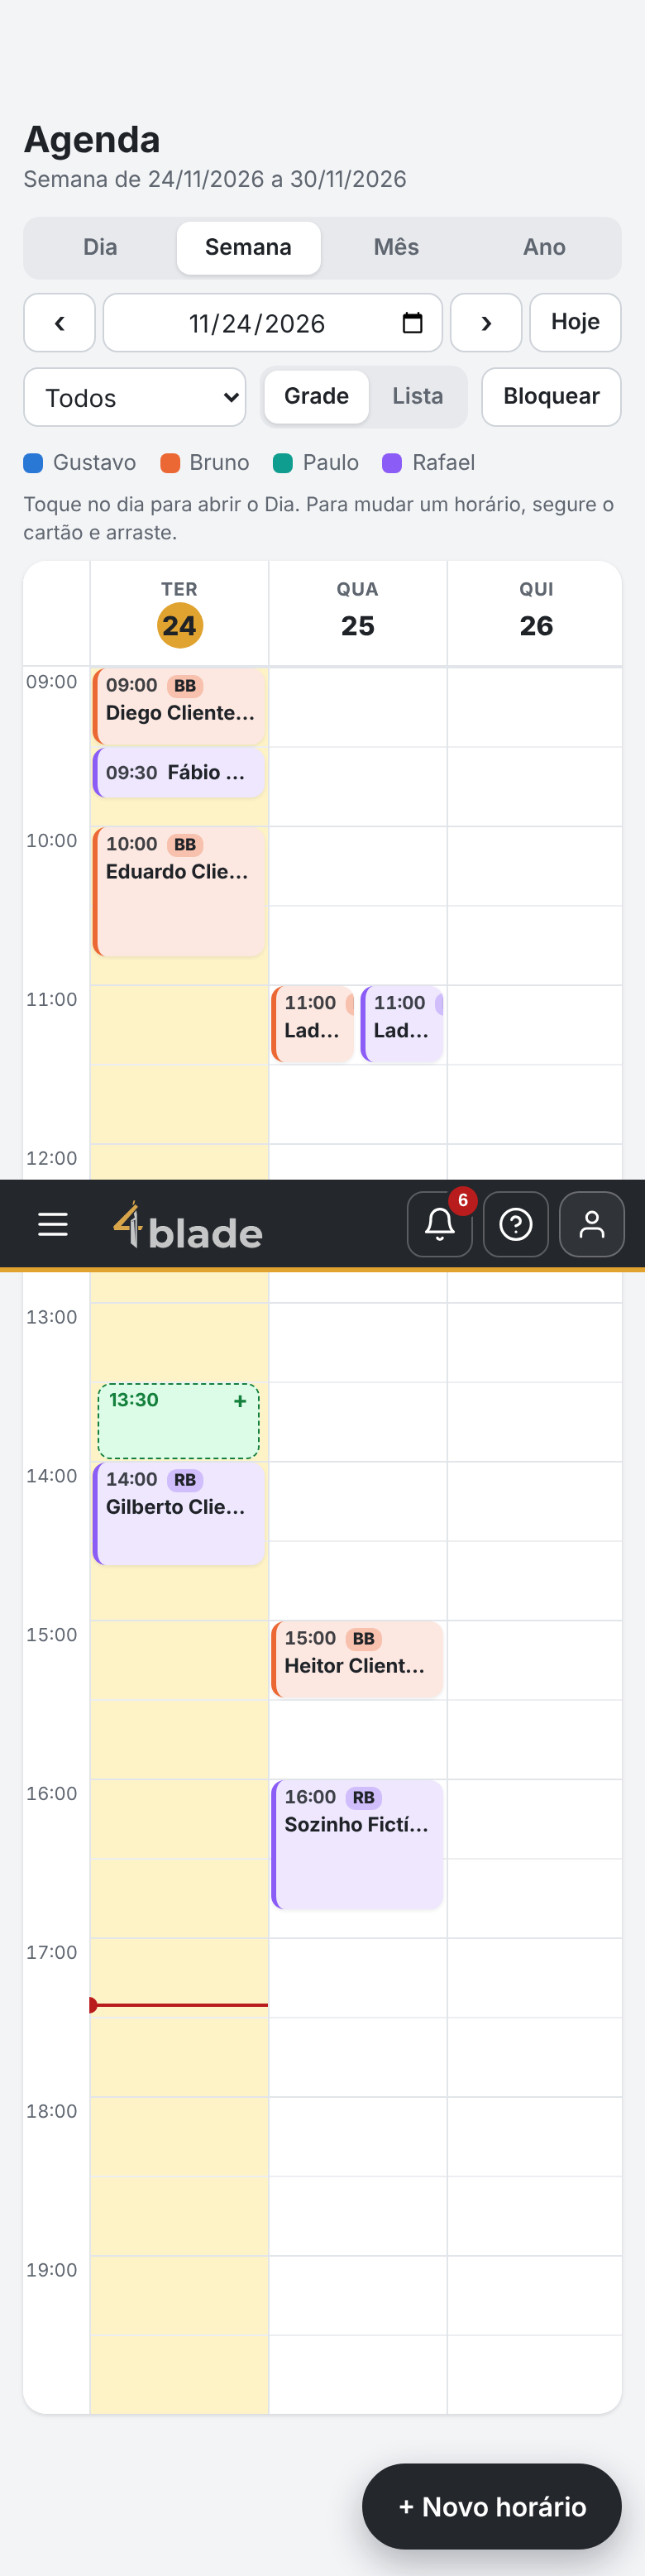 Agenda
Semana de 24/11/2026 a 30/11/2026
Dia Semana Mês Ano
‹ 11/24/2026 › Hoje
Todos Grade Lista Bloquear
Gustavo Bruno Paulo Rafael
Toque no dia para abrir o Dia. Para mudar um horário, segure o
cartão e arraste.
TER QUA QUI
24 25 26
09:00 09:00 BB
Diego Cliente...
09:30 Fábio ...
10:00 10:00 BB
Eduardo Clie...
11:00 11:00 11:00
Lad... Lad...
12:00
4blade 6
13:00
13:30 +
14:00 14:00 RB
Gilberto Clie...
15:00 15:00 BB
Heitor Client...
16:00 16:00 RB
Sozinho Fictí...
17:00
18:00
19:00
+ Novo horário